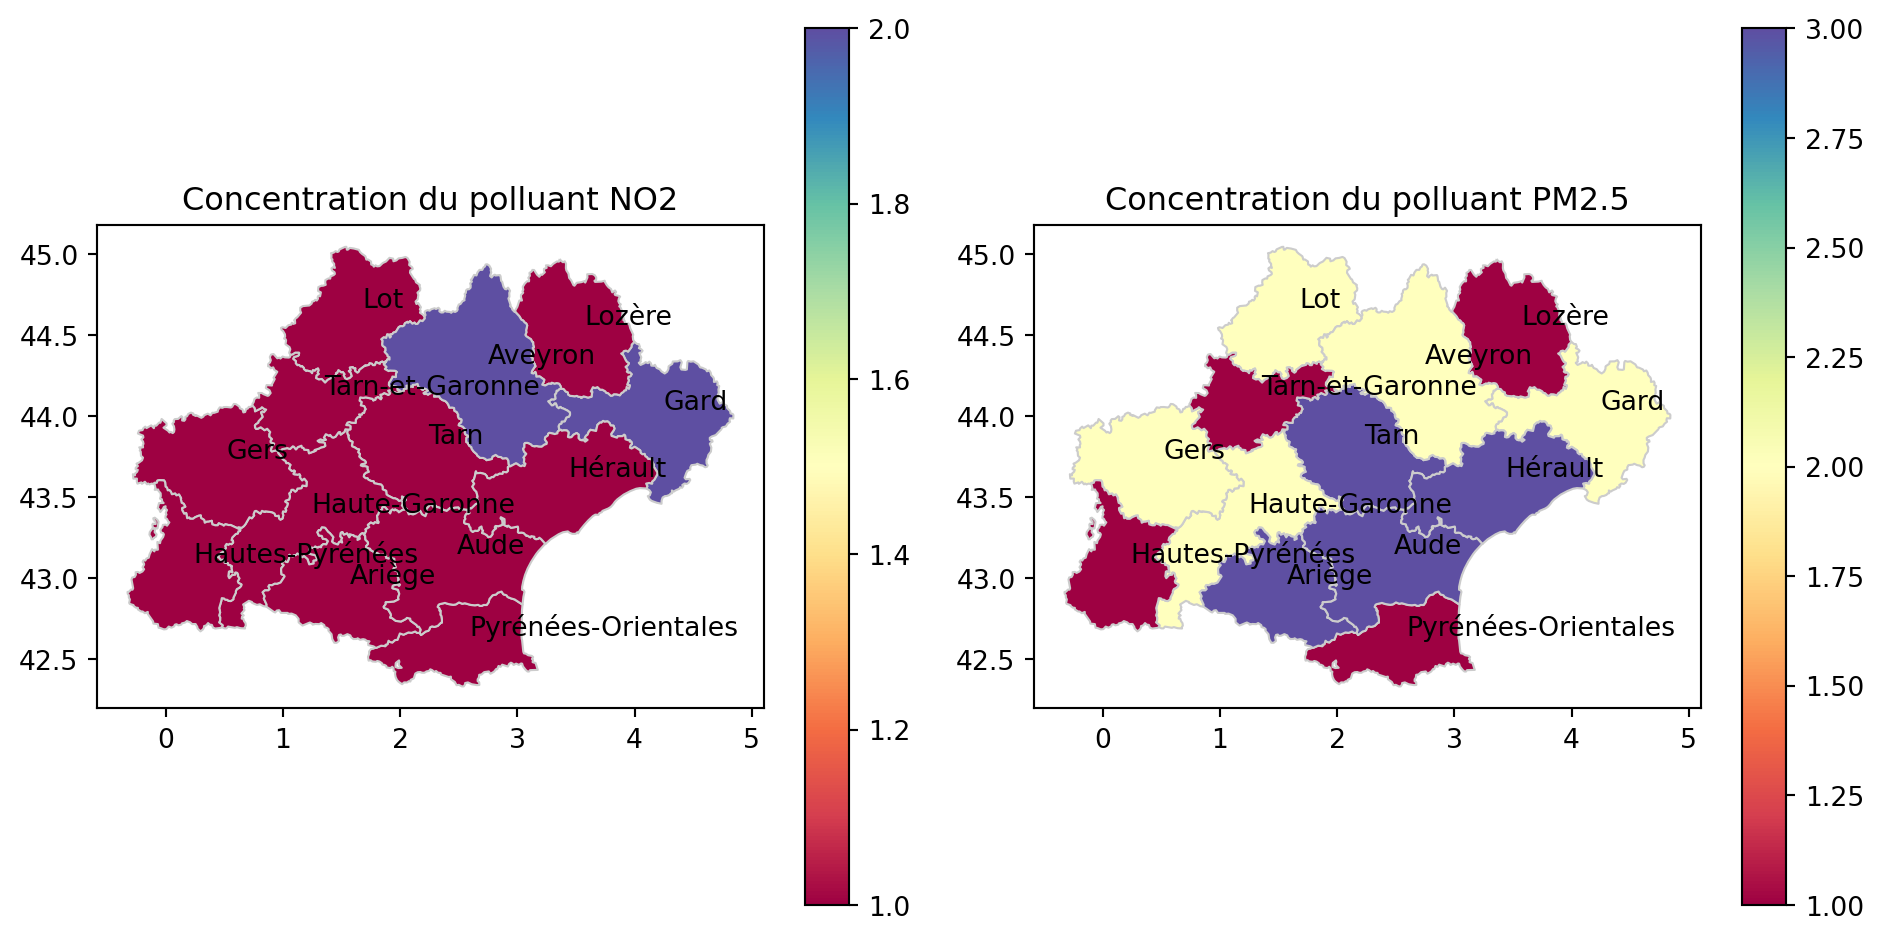 Concentration du polluant NO2
45.0
44.5
44.0
43.5
43.0
42.5
0 1 2 3 4 5
Lot
Lozère
Aveyron
Tarn-et-Garonne
Gard
Tarn
Gers
Hérault
Haute-Garonne
Aude
Hautes-Pyrénées
Ariège
Pyrénées-Orientales
2.0
1.8
1.6
1.4
1.2
1.0
Concentration du polluant PM2.5
45.0
44.5
44.0
43.5
43.0
42.5
0 1 2 3 4 5
Lot
Lozère
Aveyron
Tarn-et-Garonne
Gard
Tarn
Gers
Hérault
Haute-Garonne
Aude
Hautes-Pyrénées
Ariège
Pyrénées-Orientales
3.00
2.75
2.50
2.25
2.00
1.75
1.50
1.25
1.00